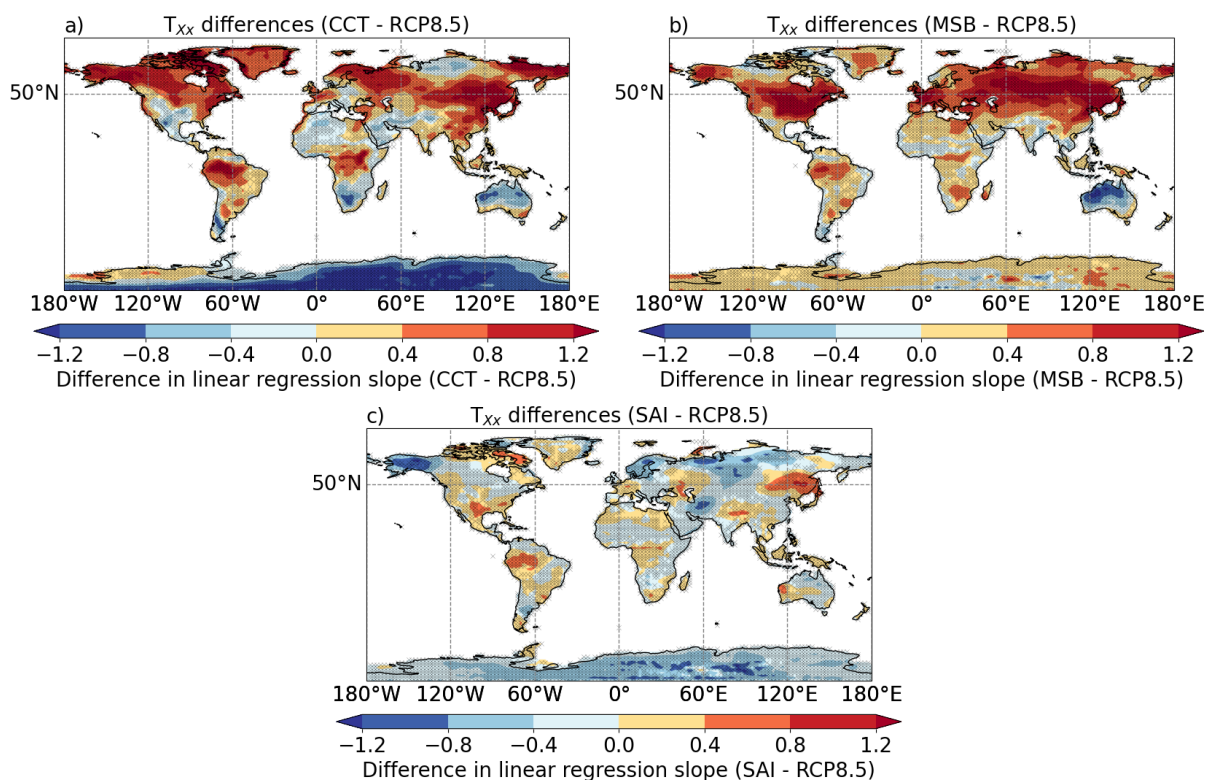 a) T_Xx differences (CCT - RCP8.5)
b) T_Xx differences (MSB - RCP8.5)
50°N
50°N
180°W 120°W 60°W 0° 60°E 120°E 180°E
180°W 120°W 60°W 0° 60°E 120°E 180°E
−1.2 −0.8 −0.4 0.0 0.4 0.8 1.2
−1.2 −0.8 −0.4 0.0 0.4 0.8 1.2
Difference in linear regression slope (CCT - RCP8.5)
Difference in linear regression slope (MSB - RCP8.5)
c) T_Xx differences (SAI - RCP8.5)
50°N
180°W 120°W 60°W 0° 60°E 120°E 180°E
−1.2 −0.8 −0.4 0.0 0.4 0.8 1.2
Difference in linear regression slope (SAI - RCP8.5)